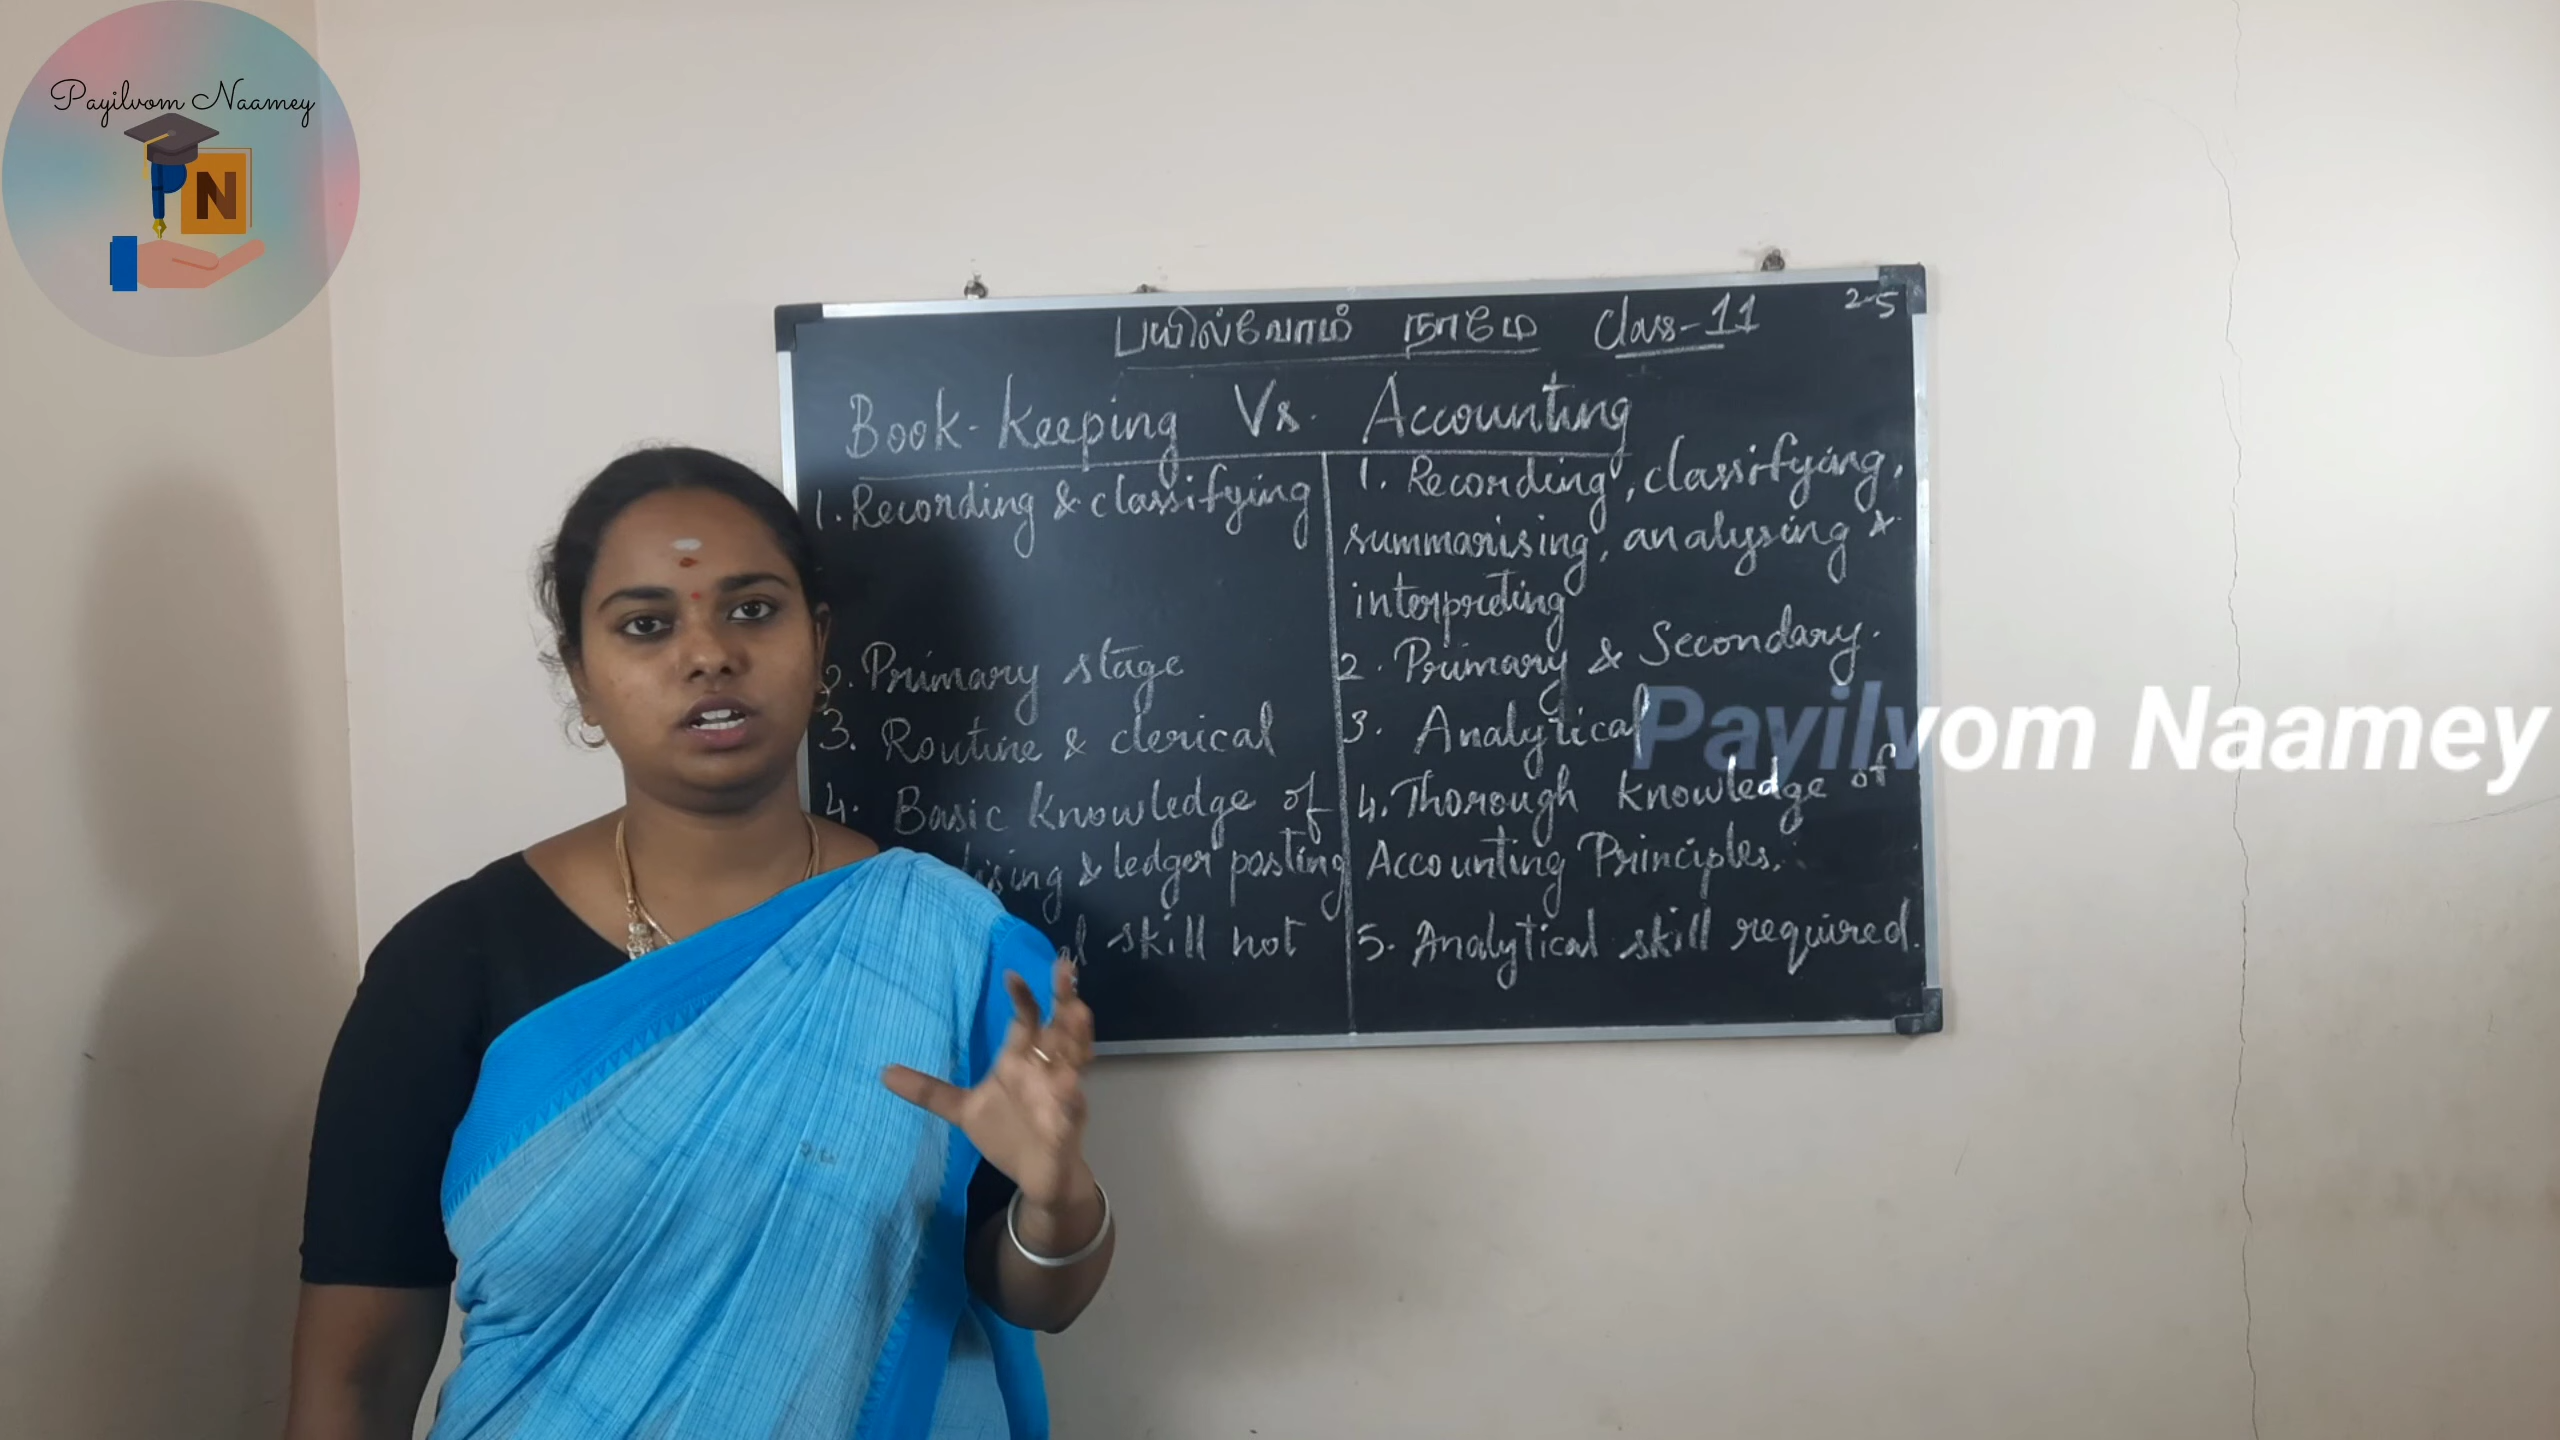 Payilvom Naamey
N
பயில்வோம் நாமே Class-11 2-5
Book-keeping Vs. Accounting
1. Recording & classifying
2. Primary stage
3. Routine & clerical
4. Basic knowledge of
& ledger posting
skill not
1. Recording, classifying,
summarising, analysing &
interpreting
2. Primary & Secondary.
3. Analytical
4. Thorough knowledge of
Accounting Principles.
5. Analytical skill required.
Payilvom Naamey